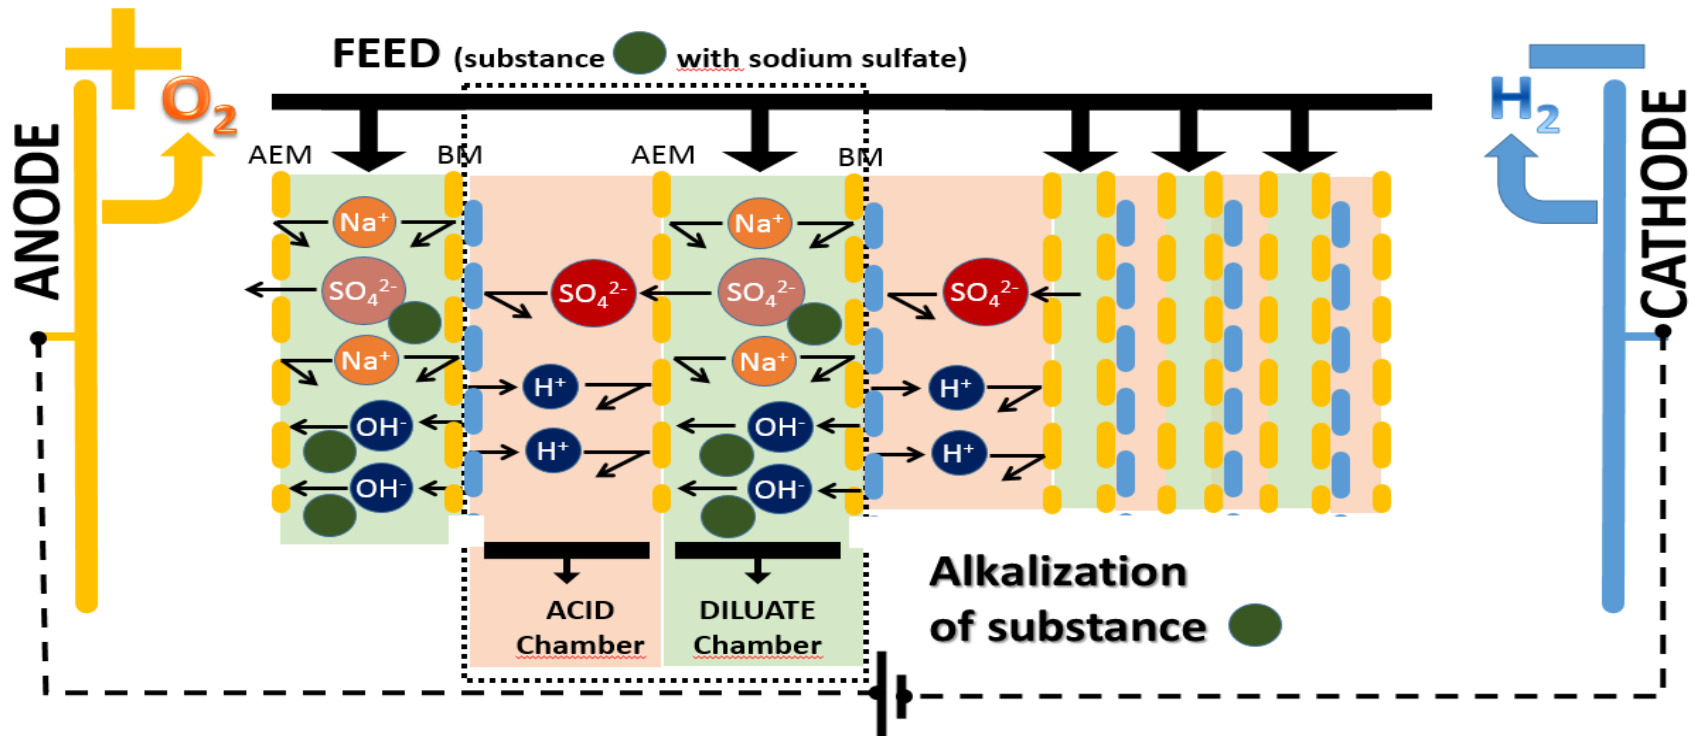 FEED (substance with sodium sulfate)
+
O₂
H₂
ANODE
CATHODE
AEM BM AEM BM
Na⁺ Na⁺
SO₄²⁻ SO₄²⁻ SO₄²⁻ SO₄²⁻
Na⁺ Na⁺
H⁺ H⁺
OH⁻ OH⁻
H⁺ H⁺
OH⁻ OH⁻
ACID
Chamber
DILUATE
Chamber
Alkalization
of substance